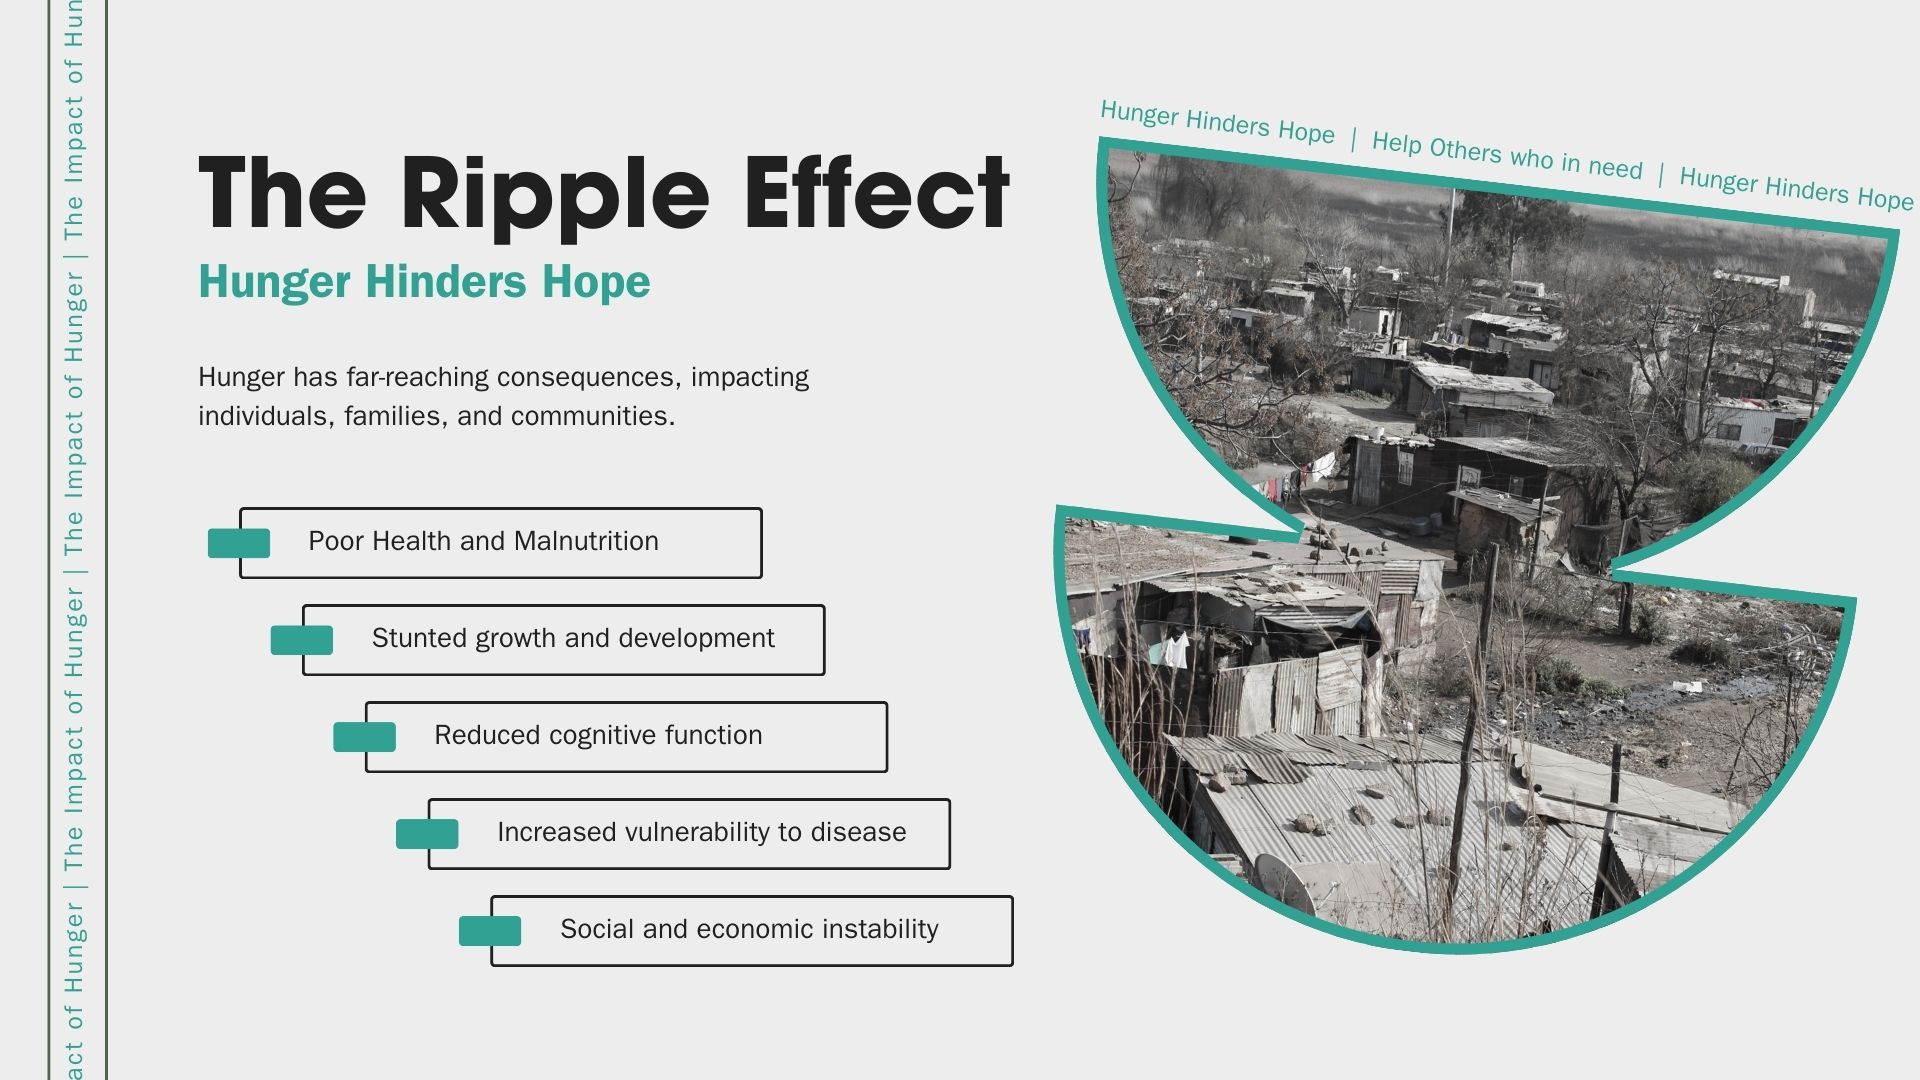 act of Hunger | The Impact of Hunger | The Impact of Hunger | The Impact of Hun
The Ripple Effect
Hunger Hinders Hope
Hunger has far-reaching consequences, impacting
individuals, families, and communities.
Poor Health and Malnutrition
Stunted growth and development
Reduced cognitive function
Increased vulnerability to disease
Social and economic instability
Hunger Hinders Hope | Help Others who in need | Hunger Hinders Hope